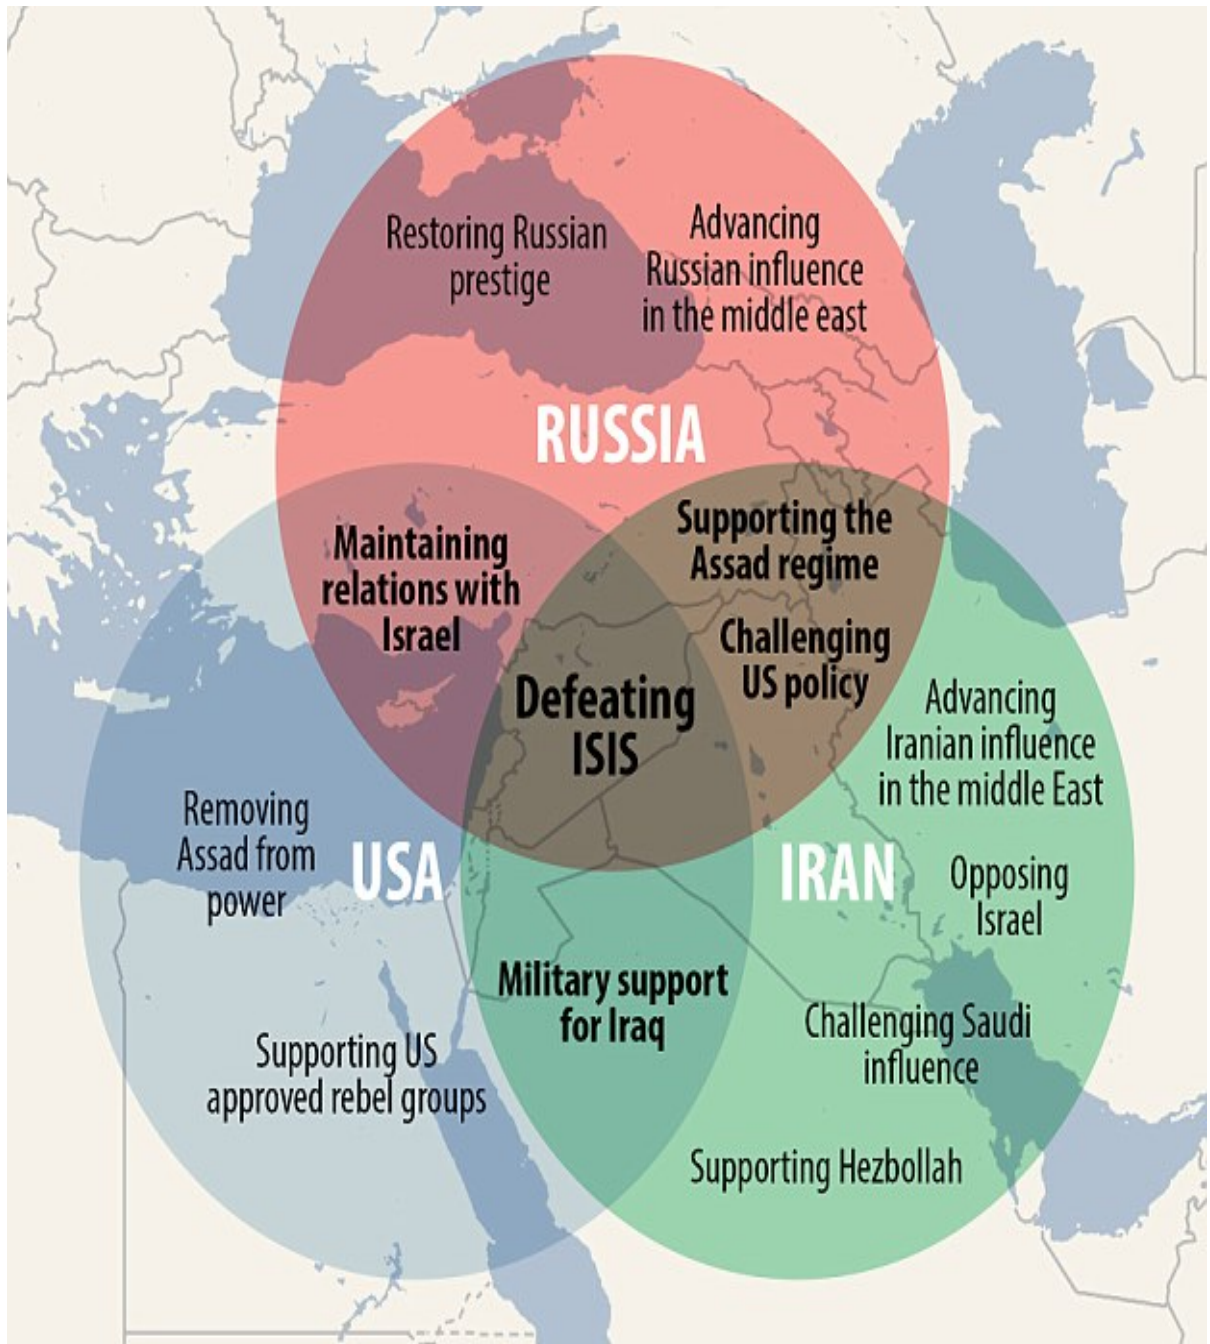 Restoring Russian
prestige
Advancing
Russian influence
in the middle east
RUSSIA
Maintaining
relations with
Israel
Supporting the
Assad regime
Challenging
US policy
Defeating
ISIS
Advancing
Iranian influence
in the middle East
Removing
Assad from
power
USA
IRAN
Opposing
Israel
Military support
for Iraq
Challenging Saudi
influence
Supporting US
approved rebel groups
Supporting Hezbollah